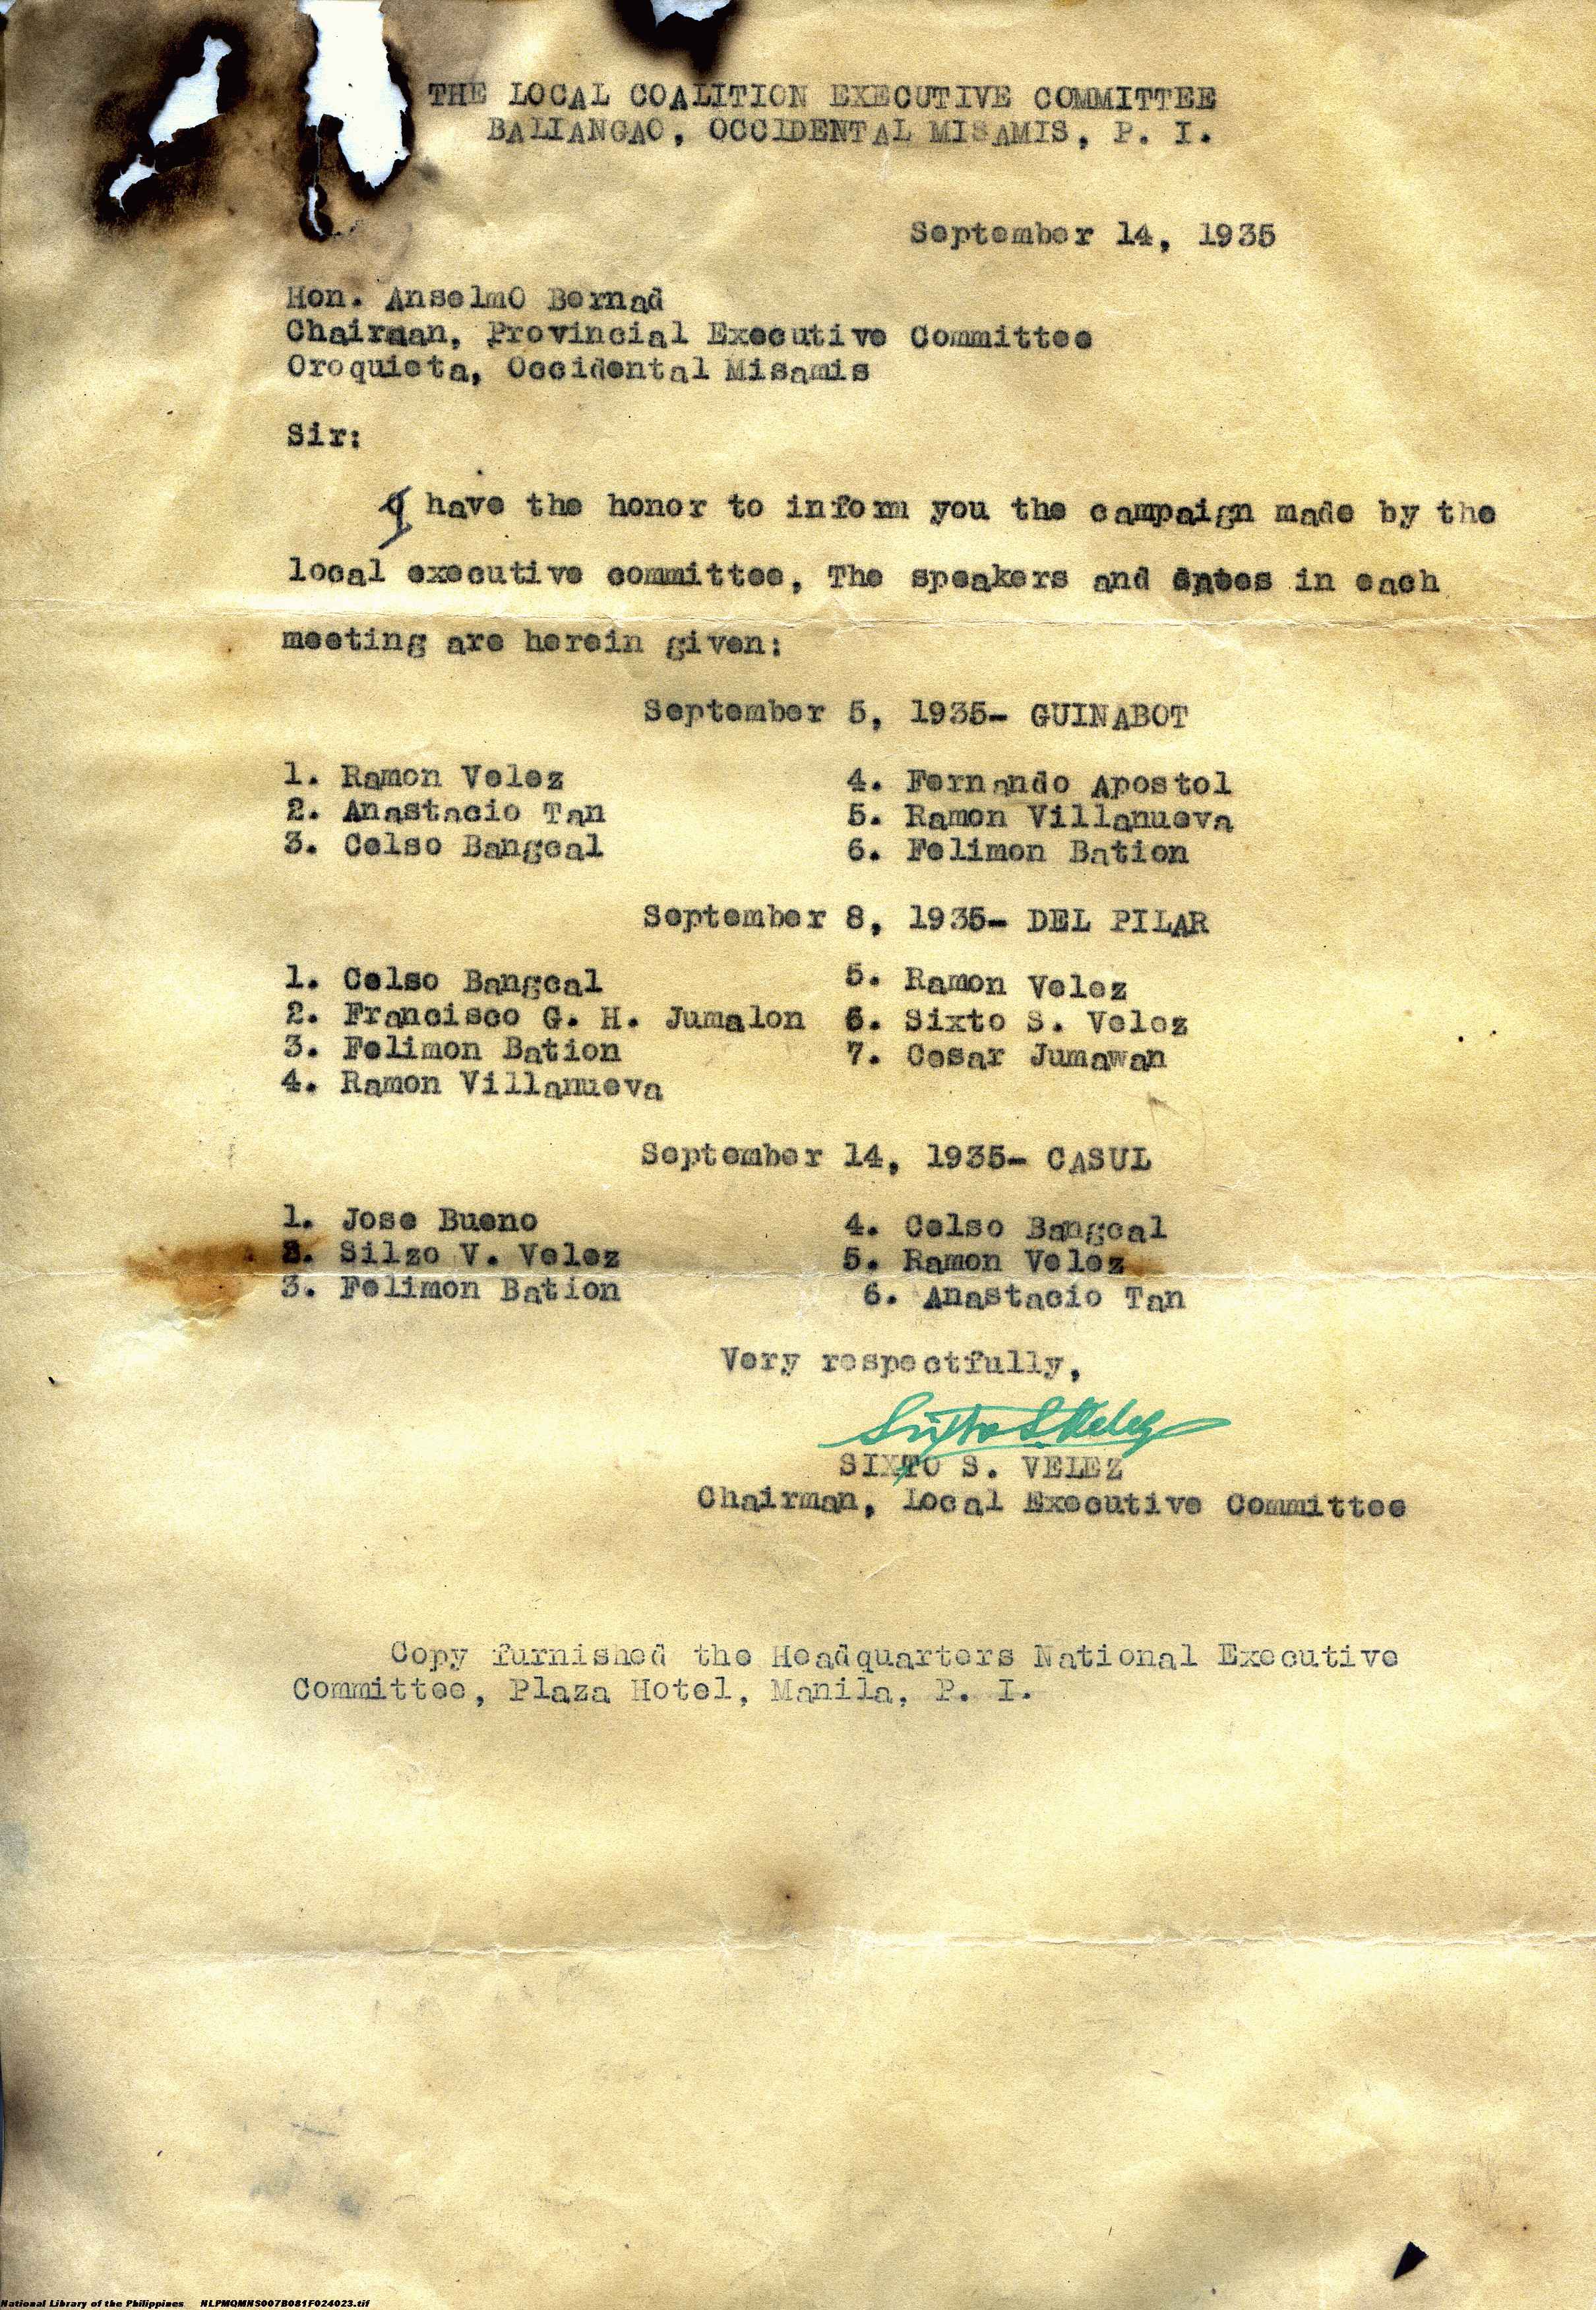 THE LOCAL COALITION EXECUTIVE COMMITTEE
BALIANGAO, OCCIDENTAL MISAMIS, P. I.
September 14, 1935
Hon. AnselmO Bernad
Chairman, Provincial Executive Committee
Oroquieta, Occidental Misamis
Sir:
I have the honor to inform you the campaign made by the
local executive committee, The speakers and dates in each
meeting are herein given:
September 5, 1935- GUINABOT
1. Ramon Velez
2. Anastacio Tan
3. Celso Bangcal
4. Fernando Apostol
5. Ramon Villanueva
6. Felimon Bation
September 8, 1935- DEL PILAR
1. Celso Bangcal
2. Francisco G. H. Jumalon
3. Felimon Bation
4. Ramon Villanueva
5. Ramon Velez
6. Sixto S. Velez
7. Cesar Jumawan
September 14, 1935- CASUL
1. Jose Bueno
2. Silzo V. Velez
3. Felimon Bation
4. Celso Bangcal
5. Ramon Velez
6. Anastacio Tan
Very respectfully,
Sixto S. Velez
SIXTO S. VELEZ
Chairman, Local Executive Committee
Copy furnished the Headquarters National Executive
Committee, Plaza Hotel, Manila, P. I.
National Library of the Philippines NLPMQMNS007B081F024023.tif